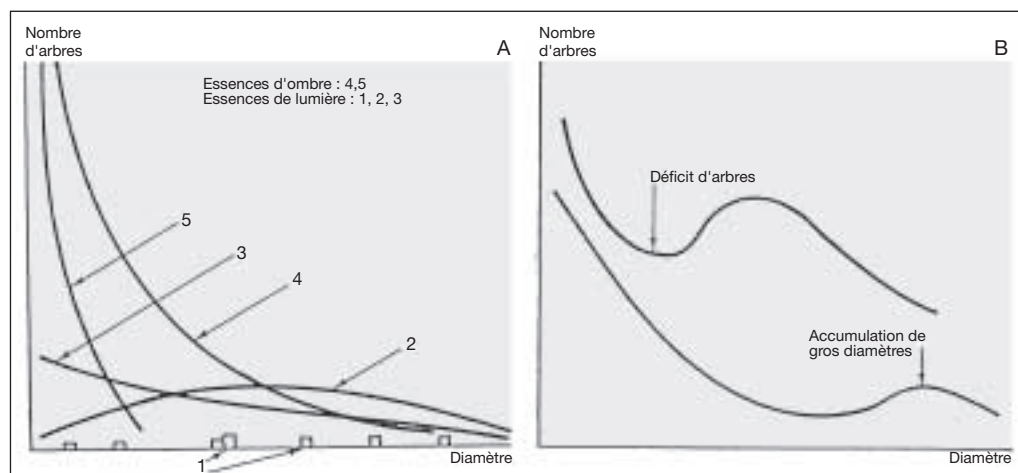 Nombre
d'arbres
A
Essences d'ombre : 4,5
Essences de lumière : 1, 2, 3
5
3
4
2
1
Diamètre
Nombre
d'arbres
B
Déficit d'arbres
Accumulation de
gros diamètres
Diamètre